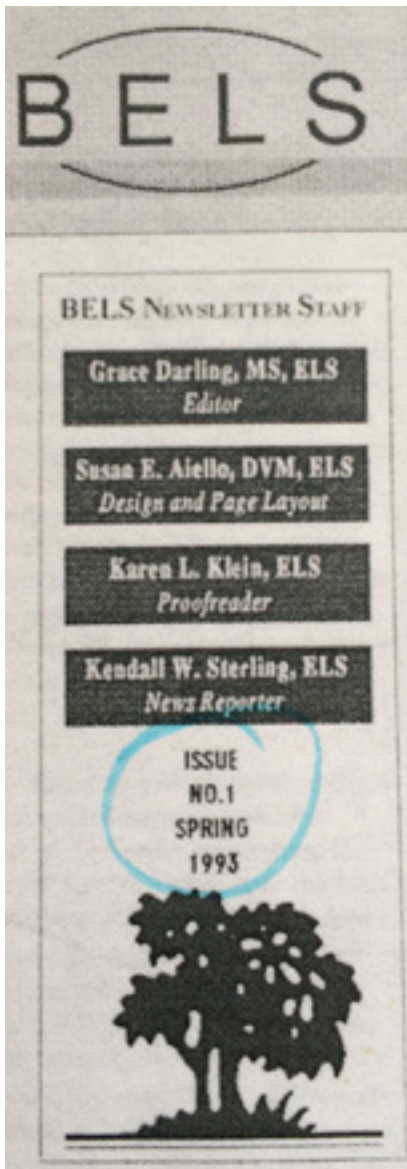 BELS
BELS NEWSLETTER STAFF
Grace Darling, MS, ELS
Editor
Susan E. Aiello, DVM, ELS
Design and Page Layout
Karen L. Klein, ELS
Proofreader
Kendall W. Sterling, ELS
News Reporter
ISSUE
NO.1
SPRING
1993